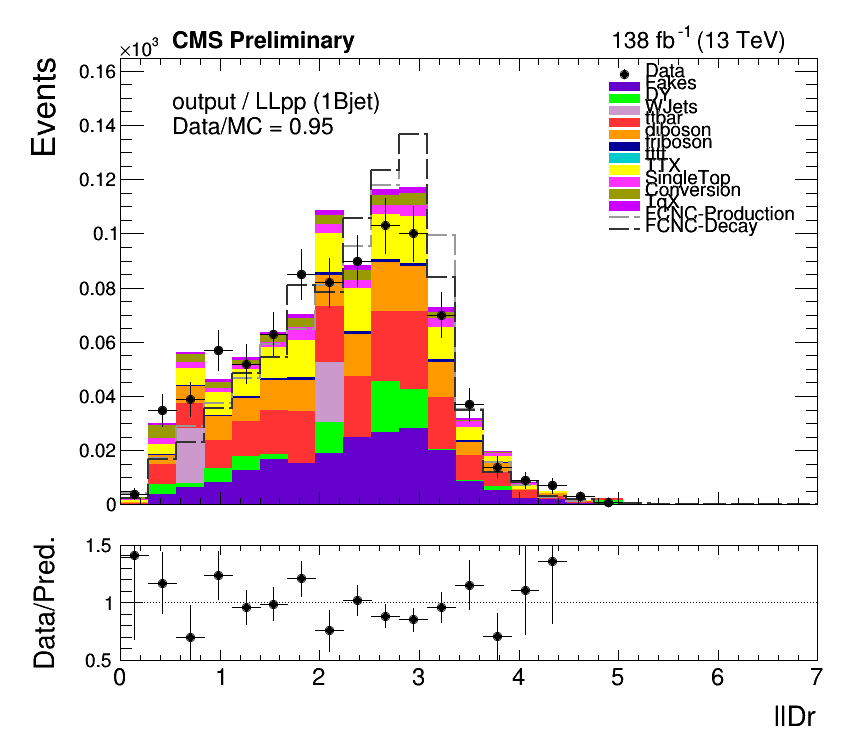 ×10³ CMS Preliminary 138 fb⁻¹ (13 TeV)
Events
0.16
0.14
0.12
0.1
0.08
0.06
0.04
0.02
0
output / LLpp (1Bjet)
Data/MC = 0.95
Data
Fakes
DY
WJets
ttbar
diboson
triboson
tttt
TTX
SingleTop
Conversion
TqX
FCNC-Production
FCNC-Decay
Data/Pred.
1.5
1
0.5
0 1 2 3 4 5 6 7
llDr